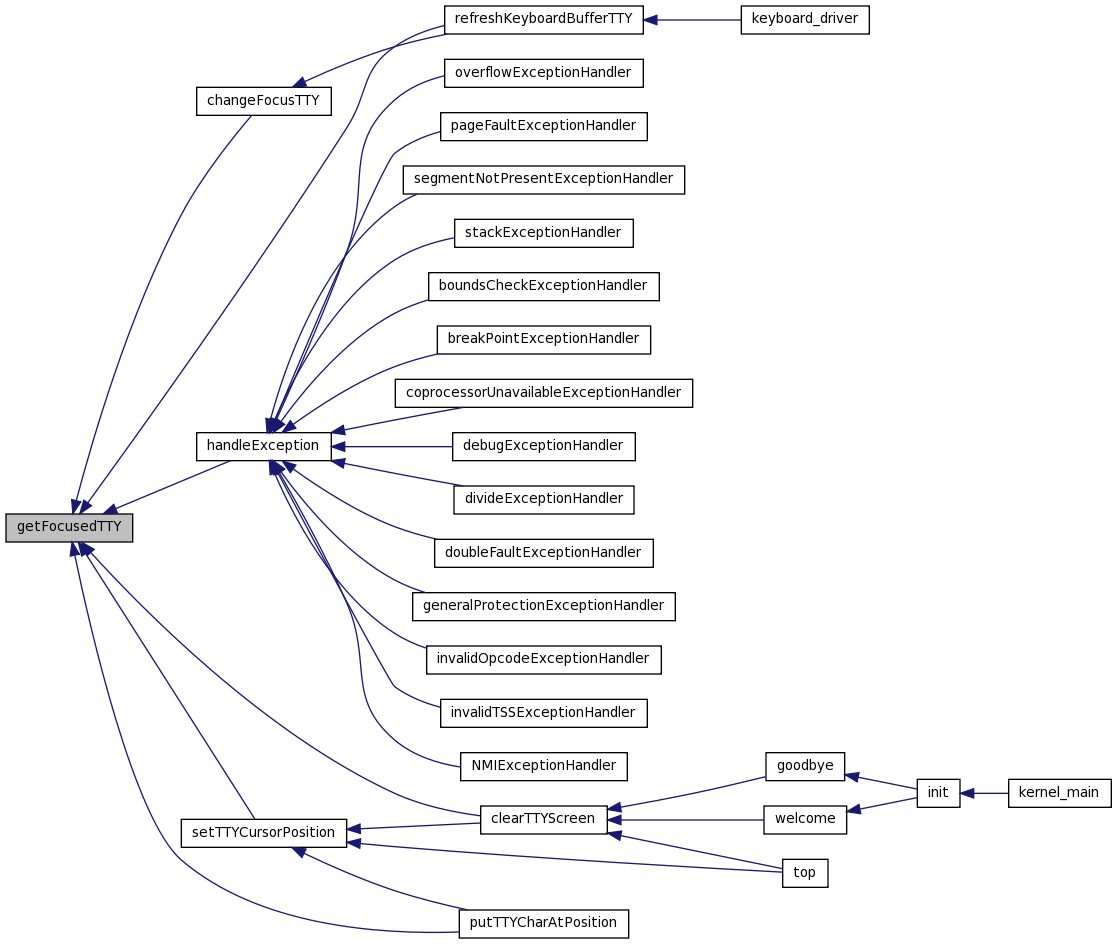 refreshKeyboardBufferTTY
keyboard_driver
overflowExceptionHandler
changeFocusTTY
pageFaultExceptionHandler
segmentNotPresentExceptionHandler
stackExceptionHandler
boundsCheckExceptionHandler
breakPointExceptionHandler
coprocessorUnavailableExceptionHandler
handleException
debugExceptionHandler
divideExceptionHandler
getFocusedTTY
doubleFaultExceptionHandler
generalProtectionExceptionHandler
invalidOpcodeExceptionHandler
invalidTSSExceptionHandler
NMIExceptionHandler
goodbye
init
kernel_main
clearTTYScreen
welcome
setTTYCursorPosition
top
putTTYCharAtPosition